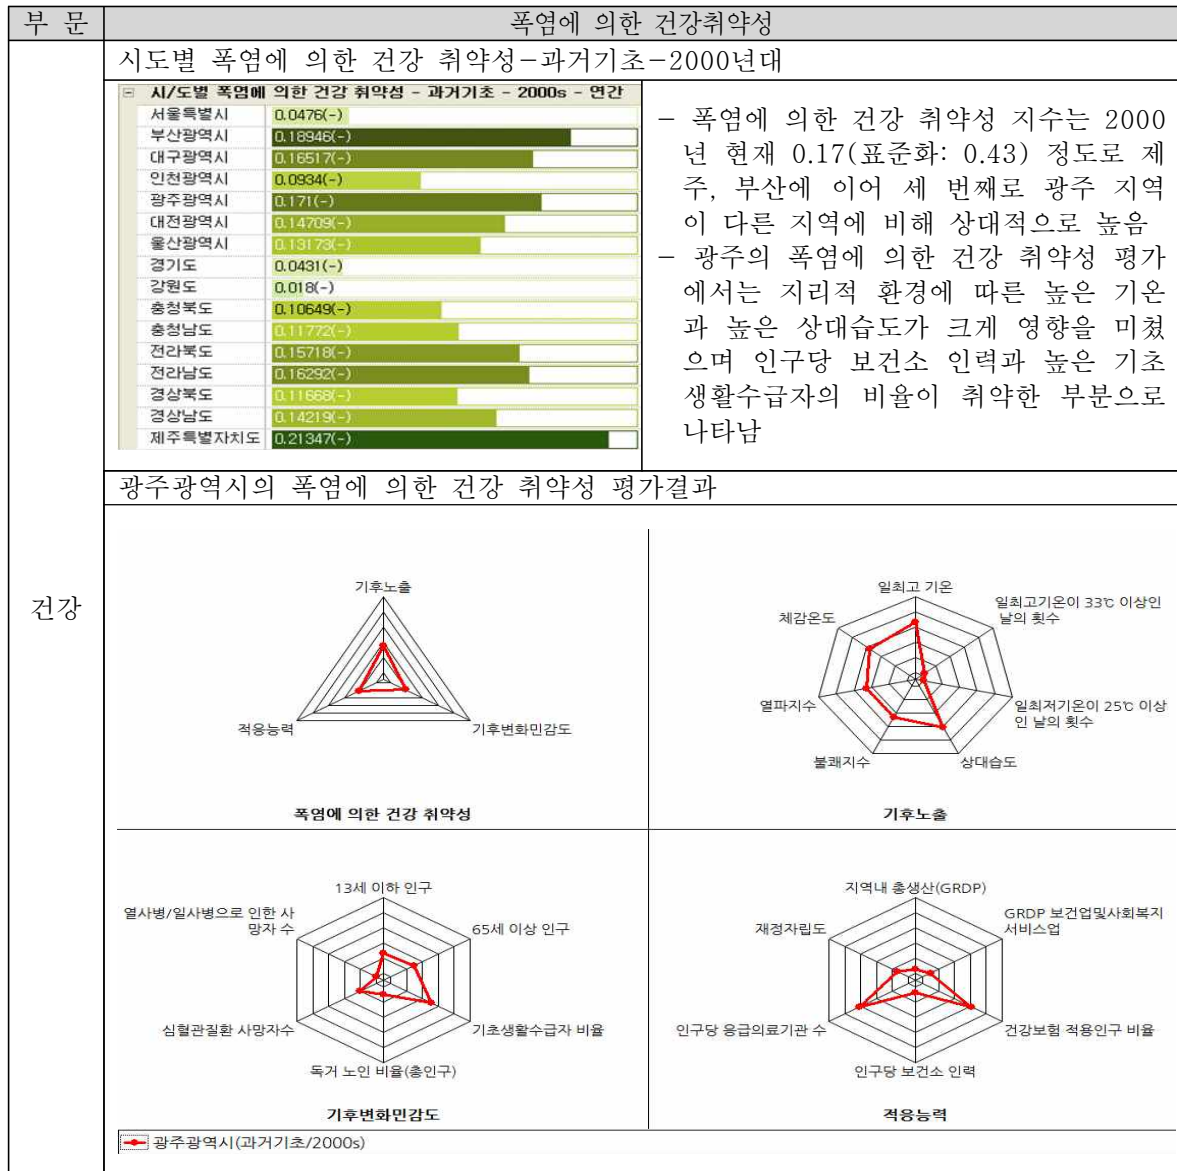 부 문
폭염에 의한 건강취약성
건강
시도별 폭염에 의한 건강 취약성-과거기초-2000년대
시/도별 폭염에 의한 건강 취약성 - 과거기초 - 2000s - 연간
서울특별시 0.0476(-)
부산광역시 0.18946(-)
대구광역시 0.16517(-)
인천광역시 0.0934(-)
광주광역시 0.171(-)
대전광역시 0.14709(-)
울산광역시 0.13173(-)
경기도 0.0431(-)
강원도 0.018(-)
충청북도 0.10649(-)
충청남도 0.11772(-)
전라북도 0.15718(-)
전라남도 0.16292(-)
경상북도 0.11668(-)
경상남도 0.14219(-)
제주특별자치도 0.21347(-)
- 폭염에 의한 건강 취약성 지수는 2000
년 현재 0.17(표준화: 0.43) 정도로 제
주, 부산에 이어 세 번째로 광주 지역
이 다른 지역에 비해 상대적으로 높음
- 광주의 폭염에 의한 건강 취약성 평가
에서는 지리적 환경에 따른 높은 기온
과 높은 상대습도가 크게 영향을 미쳤
으며 인구당 보건소 인력과 높은 기초
생활수급자의 비율이 취약한 부분으로
나타남
광주광역시의 폭염에 의한 건강 취약성 평가결과
기후노출
적응능력
기후변화민감도
폭염에 의한 건강 취약성
일최고 기온
일최고기온이 33℃ 이상인
날의 횟수
체감온도
열파지수
일최저기온이 25℃ 이상
인 날의 횟수
불쾌지수
상대습도
기후노출
13세 이하 인구
열사병/일사병으로 인한 사
망자 수
65세 이상 인구
심혈관질환 사망자수
기초생활수급자 비율
독거 노인 비율(총인구)
기후변화민감도
지역내 총생산(GRDP)
GRDP 보건업및사회복지
서비스업
재정자립도
인구당 응급의료기관 수
건강보험 적용인구 비율
인구당 보건소 인력
적응능력
광주광역시(과거기초/2000s)